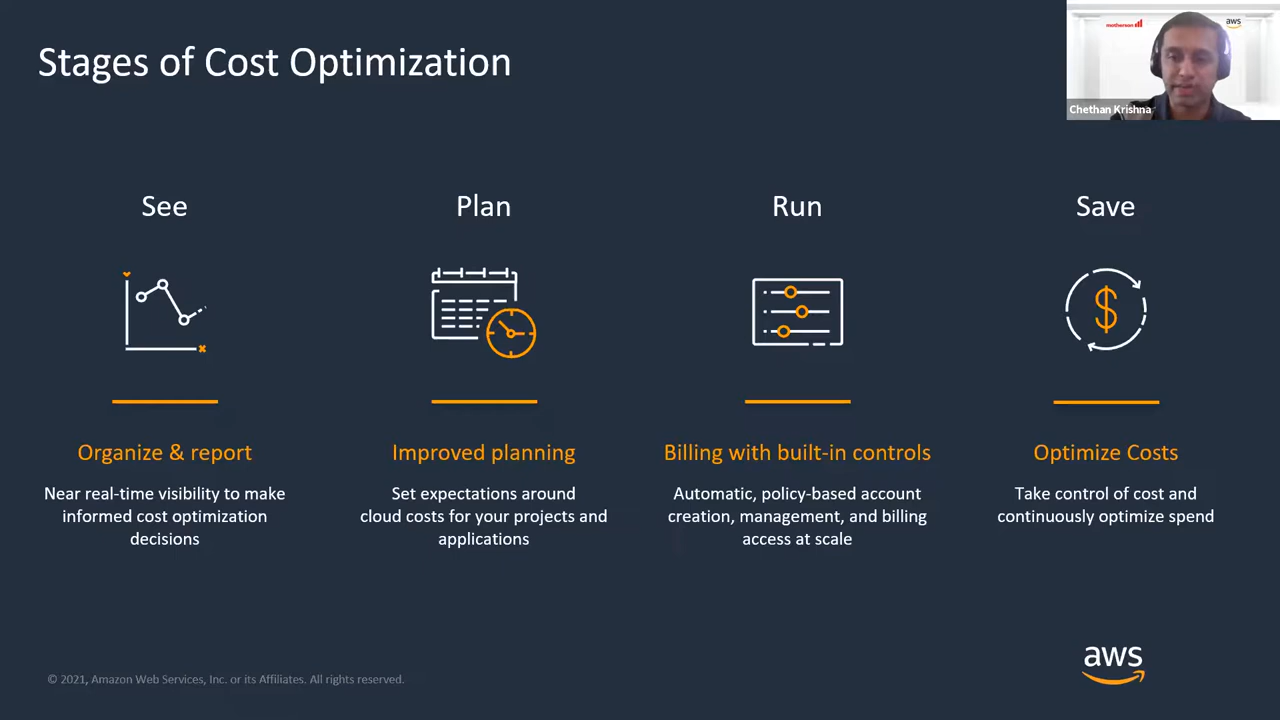 Stages of Cost Optimization
matherson
aws
Chethan Krishna
See
Plan
Run
Save
Organize & report
Near real-time visibility to make
informed cost optimization
decisions
Improved planning
Set expectations around
cloud costs for your projects and
applications
Billing with built-in controls
Automatic, policy-based account
creation, management, and billing
access at scale
Optimize Costs
Take control of cost and
continuously optimize spend
© 2021, Amazon Web Services, Inc. or its Affiliates. All rights reserved.
aws